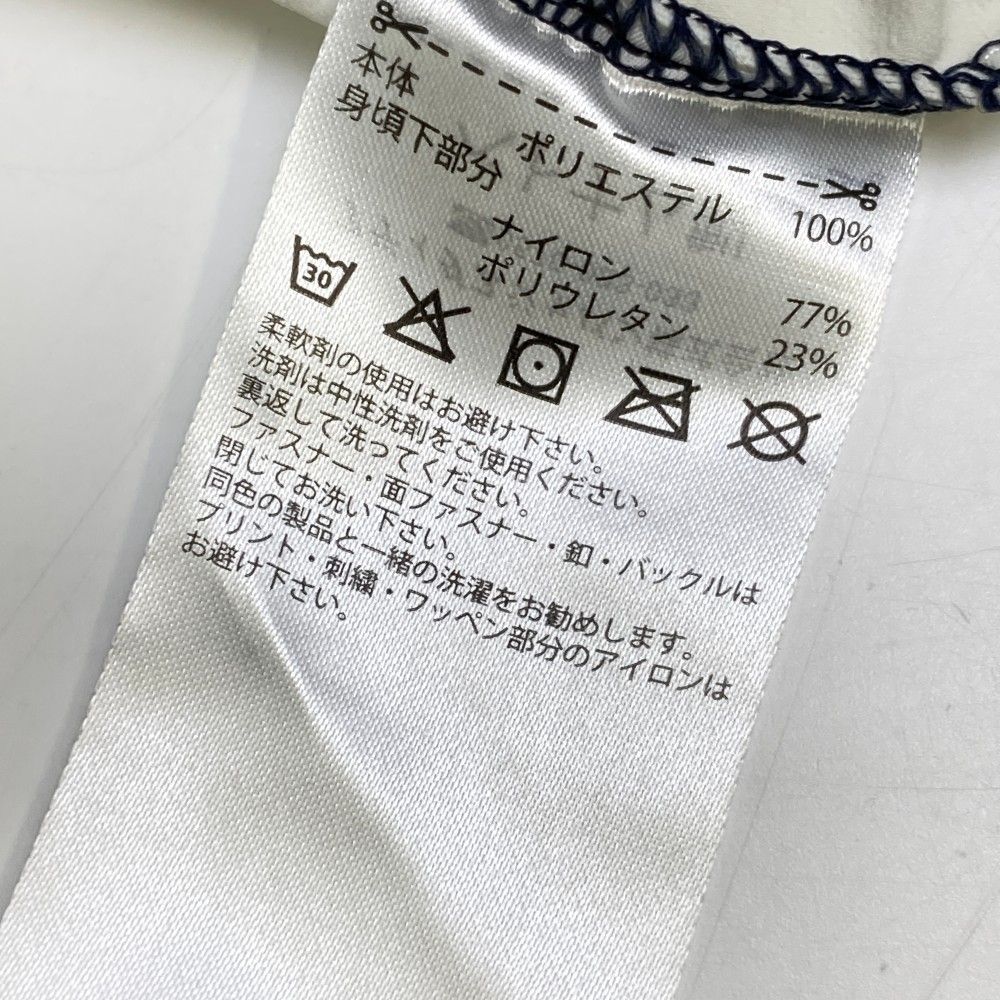 本体
ポリエステル 100%
身頃下部分
ナイロン 77%
ポリウレタン 23%
30
柔軟剤の使用はお避け下さい。
洗剤は中性洗剤をご使用ください。
裏返して洗ってください。
ファスナー・面ファスナー・釦・バックルは
閉じてお洗い下さい。
同色の製品と一緒の洗濯をお勧めします。
プリント・刺繍・ワッペン部分のアイロンは
お避け下さい。